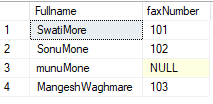 Fullname faxNumber
1 SwatiMore 101
2 SonuMone 102
3 munuMone NULL
4 MangeshWaghmare 103